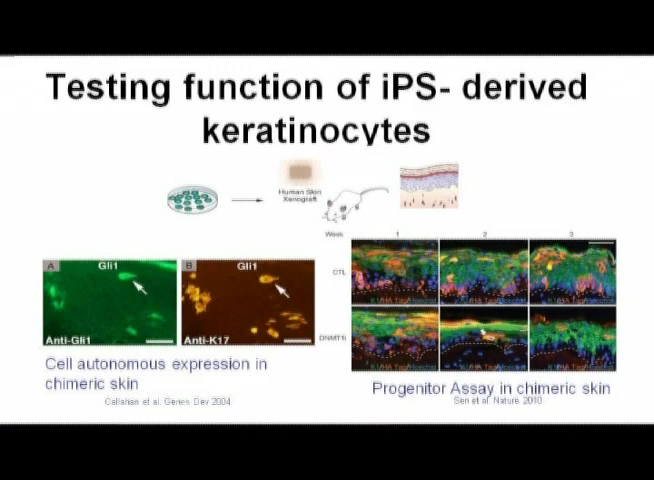 Testing function of iPS- derived
keratinocytes
Human Skin
Xenograft
Week
1
2
3
CTL
DNMT1i
A
Gli1
Anti-Gli1
B
Gli1
Anti-K17
Cell autonomous expression in
chimeric skin
Callahan et al. Genes Dev 2004
Progenitor Assay in chimeric skin
Sen et al. Nature 2010